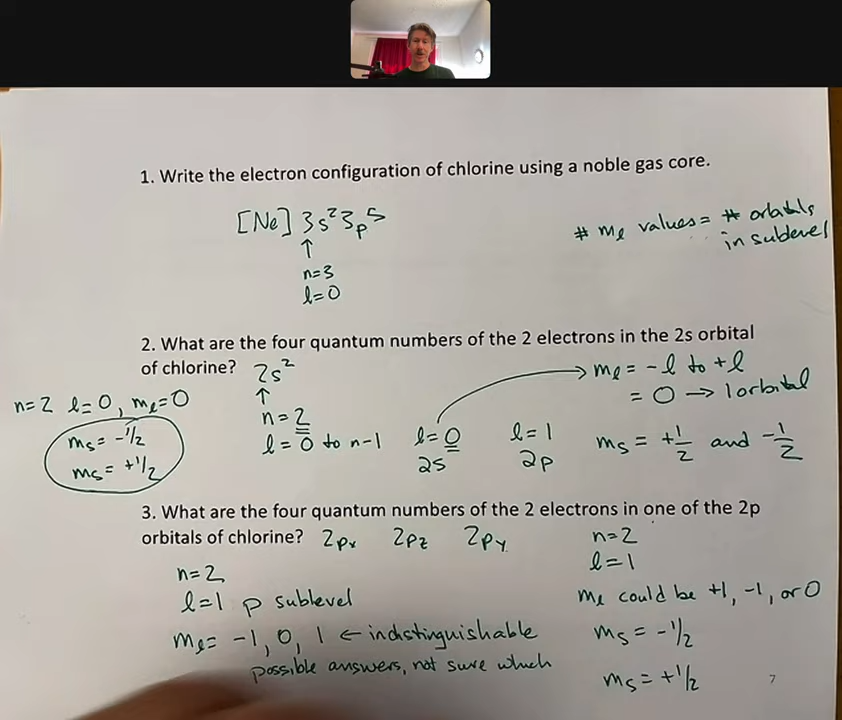 1. Write the electron configuration of chlorine using a noble gas core.
[Ne] 3s²3p⁵
↑
n=3
l=0
# mₗ values = # orbitals
in sublevel
2. What are the four quantum numbers of the 2 electrons in the 2s orbital
of chlorine? 2s²
↑
n=2
l=0 to n-1
n=2 l=0, mₗ=0
mₛ=-1/2
mₛ=+1/2
l=0
2s
l=1
2p
→ mₗ = -l to +l
= 0 → 1 orbital
mₛ = +1/2 and -1/2
3. What are the four quantum numbers of the 2 electrons in one of the 2p
orbitals of chlorine? 2pₓ 2p_z 2pᵧ
n=2
l=1 p sublevel
mₗ= -1, 0, 1 ← indistinguishable
possible answers, not sure which
n=2
l=1
mₗ could be +1, -1, or 0
mₛ = -1/2
mₛ = +1/2
7